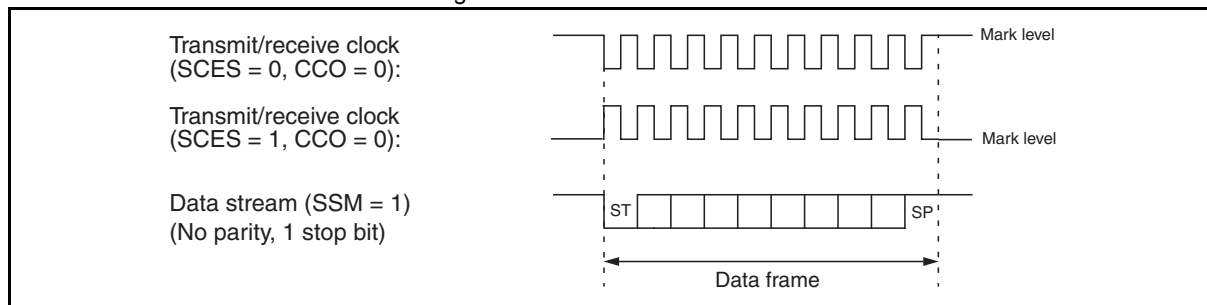 Transmit/receive clock
(SCES = 0, CCO = 0):
Mark level
Transmit/receive clock
(SCES = 1, CCO = 0):
Mark level
Data stream (SSM = 1)
(No parity, 1 stop bit)
ST
SP
Data frame